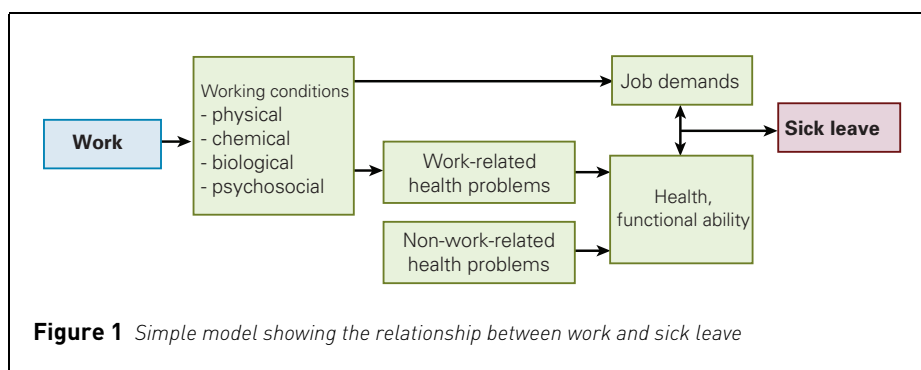 Work
Working conditions
- physical
- chemical
- biological
- psychosocial
Job demands
Sick leave
Work-related
health problems
Health,
functional ability
Non-work-related
health problems
Figure 1 Simple model showing the relationship between work and sick leave